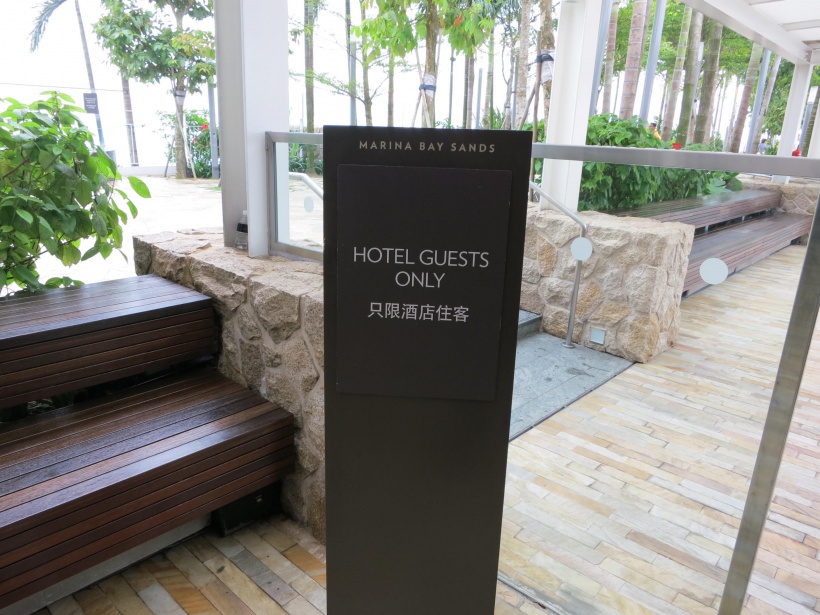 MARINA BAY SANDS
HOTEL GUESTS
ONLY
只限酒店住客